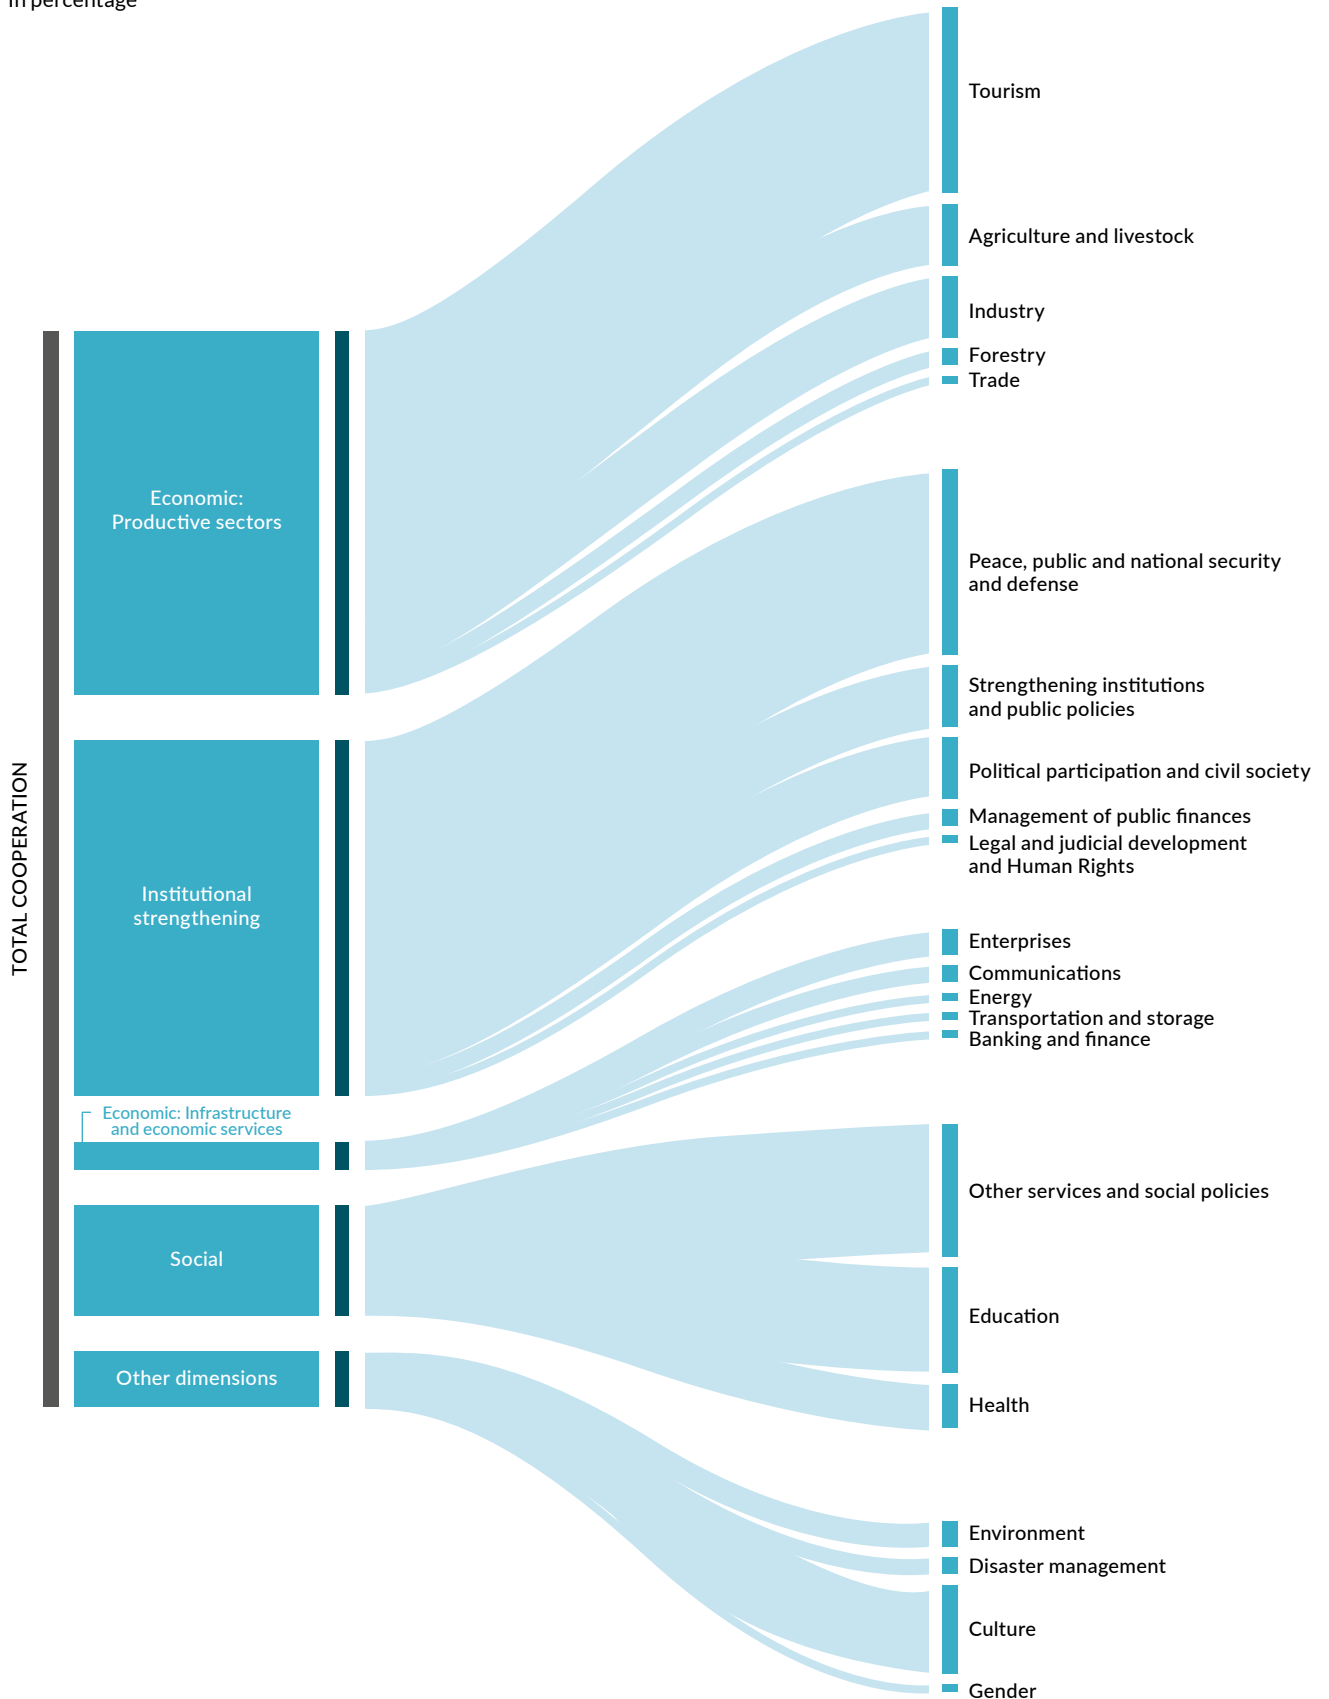 In percentage
Tourism
Agriculture and livestock
Industry
Forestry
Trade
Economic:
Productive sectors
Peace, public and national security
and defense
Strengthening institutions
and public policies
Political participation and civil society
Management of public finances
Legal and judicial development
and Human Rights
TOTAL COOPERATION
Institutional
strengthening
Enterprises
Communications
Energy
Transportation and storage
Banking and finance
Economic: Infrastructure
and economic services
Other services and social policies
Social
Education
Other dimensions
Health
Environment
Disaster management
Culture
Gender